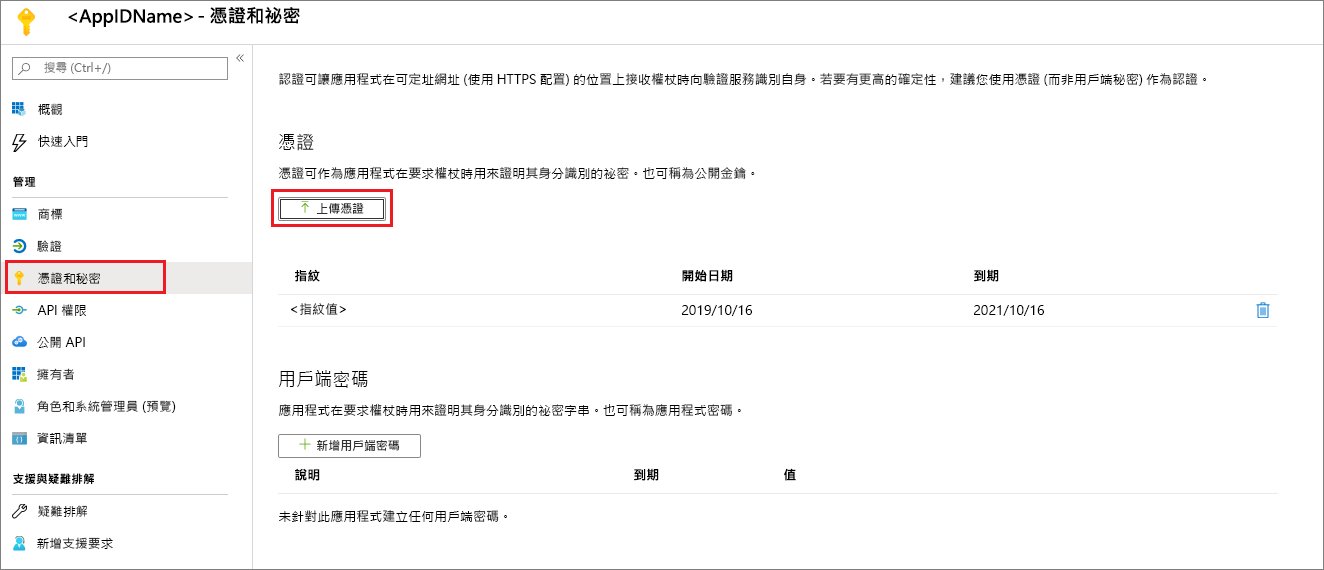 <AppIDName> - 憑證和祕密
搜尋 (Ctrl+/)
«
概觀
快速入門
管理
商標
驗證
憑證和祕密
API 權限
公開 API
擁有者
角色和系統管理員 (預覽)
資訊清單
支援與疑難排解
疑難排解
新增支援要求
認證可讓應用程式在可定址網址 (使用 HTTPS 配置) 的位置上接收權杖時向驗證服務識別自身。若要有更高的確定性，建議您使用憑證 (而非用戶端秘密) 作為認證。
憑證
憑證可作為應用程式在要求權杖時用來證明其身分識別的祕密。也可稱為公開金鑰。
上傳憑證
指紋 開始日期 到期
<指紋值> 2019/10/16 2021/10/16
用戶端密碼
應用程式在要求權杖時用來證明其身分識別的祕密字串。也可稱為應用程式密碼。
新增用戶端密碼
說明 到期 值
未針對此應用程式建立任何用戶端密碼。